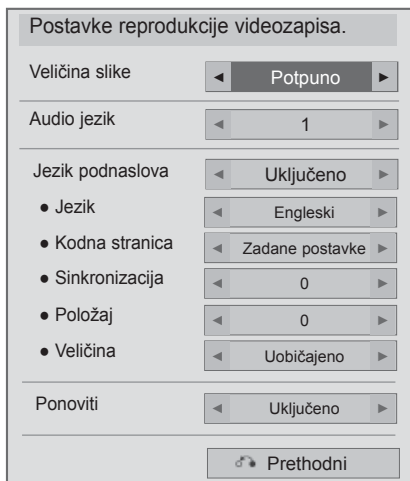 Postavke reprodukcije videozapisa.
Veličina slike ◄ Potpuno ►
Audio jezik ◄ 1 ►
Jezik podnaslova ◄ Uključeno ►
● Jezik ◄ Engleski ►
● Kodna stranica ◄ Zadane postavke ►
● Sinkronizacija ◄ 0 ►
● Položaj ◄ 0 ►
● Veličina ◄ Uobičajeno ►
Ponoviti ◄ Uključeno ►
Prethodni